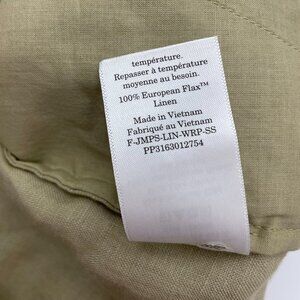 température.
Repasser à température
moyenne au besoin.
100% European Flax™
Linen
Made in Vietnam
Fabriqué au Vietnam
F-JMPS-LIN-WRP-SS
PP3163012754